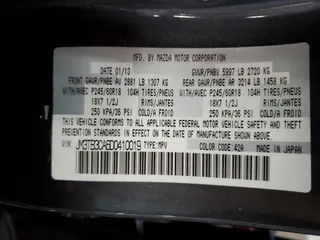 MFD. BY MAZDA MOTOR CORPORATION
DATE 01/13 GVWR/PNBV 5997 LB 2720 KG
FRONT GAWR/PNBE AV 2881 LB 1307 KG REAR GAWR/PNBE AR 3214 LB 1458 KG
WITH/AVEC P245/60R18 104H TIRES/PNEUS WITH/AVEC P245/60R18 104H TIRES/PNEUS
18X7 1/2J RIMS/JANTES 18X7 1/2J RIMS/JANTES
250 KPA/36 PSI COLD/A FROID 250 KPA/36 PSI COLD/A FROID
THIS VEHICLE CONFORMS TO ALL APPLICABLE FEDERAL MOTOR VEHICLE SAFETY, BUMPER, AND THEFT
PREVENTION STANDARDS IN EFFECT ON THE DATE OF MANUFACTURE SHOWN ABOVE.
VIN: JM3TB3CA6D0410019 TYPE: MPV
COLOR CODE: 42A MADE IN JAPAN